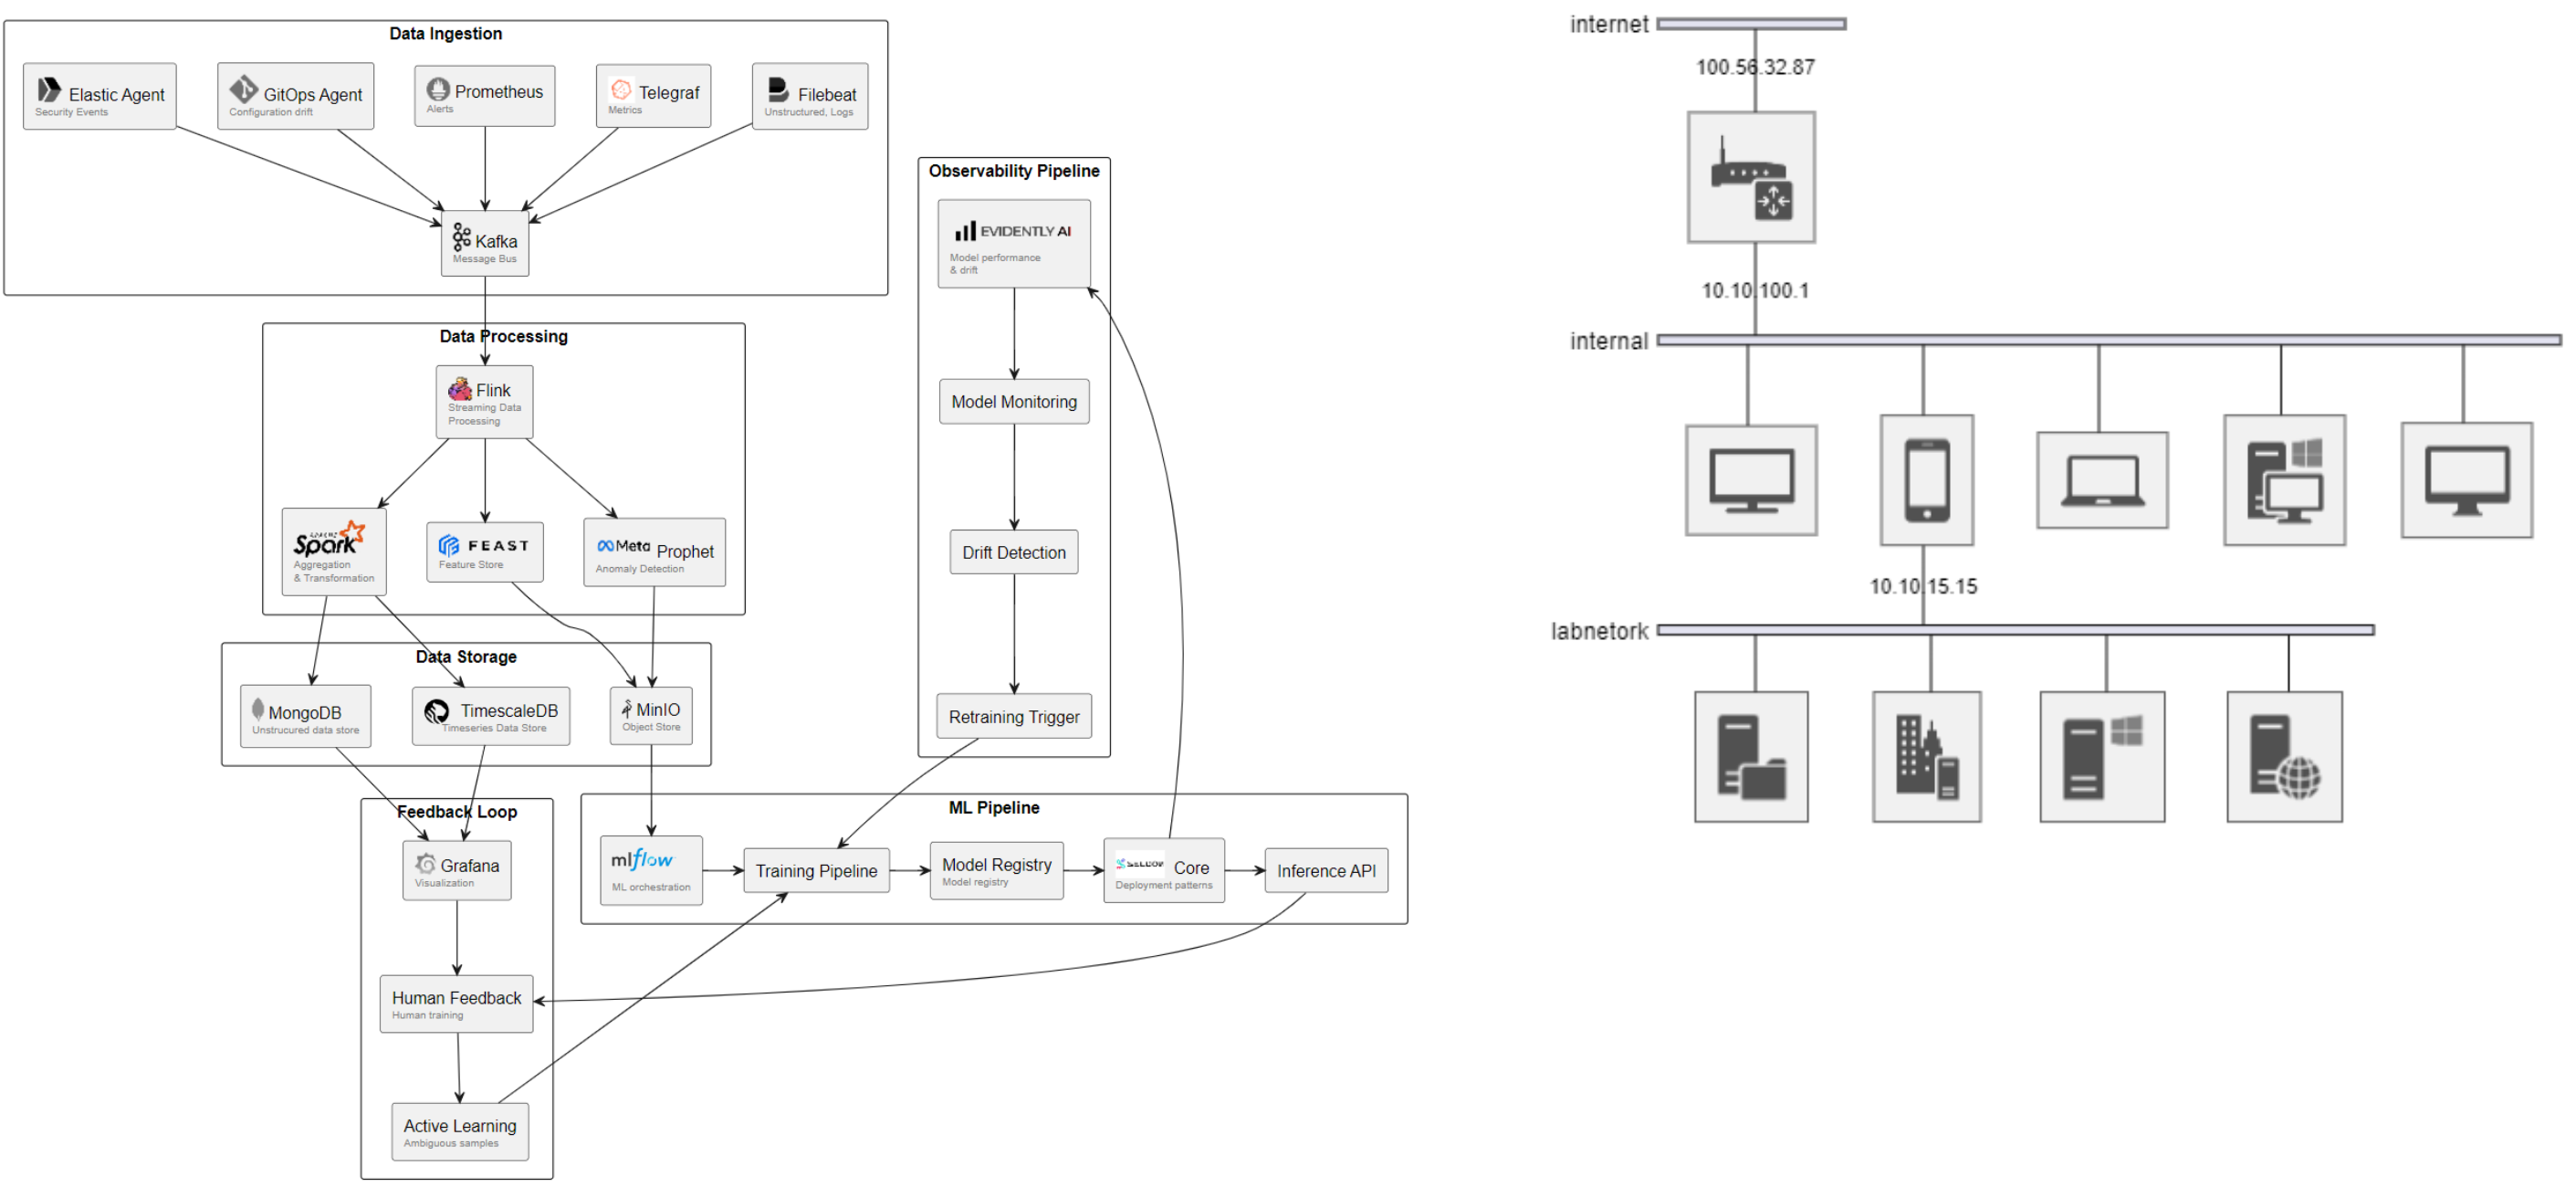 Data Ingestion
Elastic Agent
Security Events
GitOps Agent
Configuration drift
Prometheus
Alerts
Telegraf
Metrics
Filebeat
Unstructured, Logs
Kafka
Message Bus
Data Processing
Flink
Streaming Data
Processing
APACHE
Spark
Aggregation
& Transformation
FEAST
Feature Store
Meta Prophet
Anomaly Detection
Data Storage
MongoDB
Unstrucured data store
TimescaleDB
Timeseries Data Store
MinIO
Object Store
Feedback Loop
Grafana
Visualization
Human Feedback
Human training
Active Learning
Ambiguous samples
Observability Pipeline
EVIDENTLY AI
Model performance
& drift
Model Monitoring
Drift Detection
Retraining Trigger
ML Pipeline
mlflow
ML orchestration
Training Pipeline
Model Registry
Model registry
SELDON Core
Deployment patterns
Inference API
internet
100.56.32.87
10.10.100.1
internal
10.10.15.15
labnetork